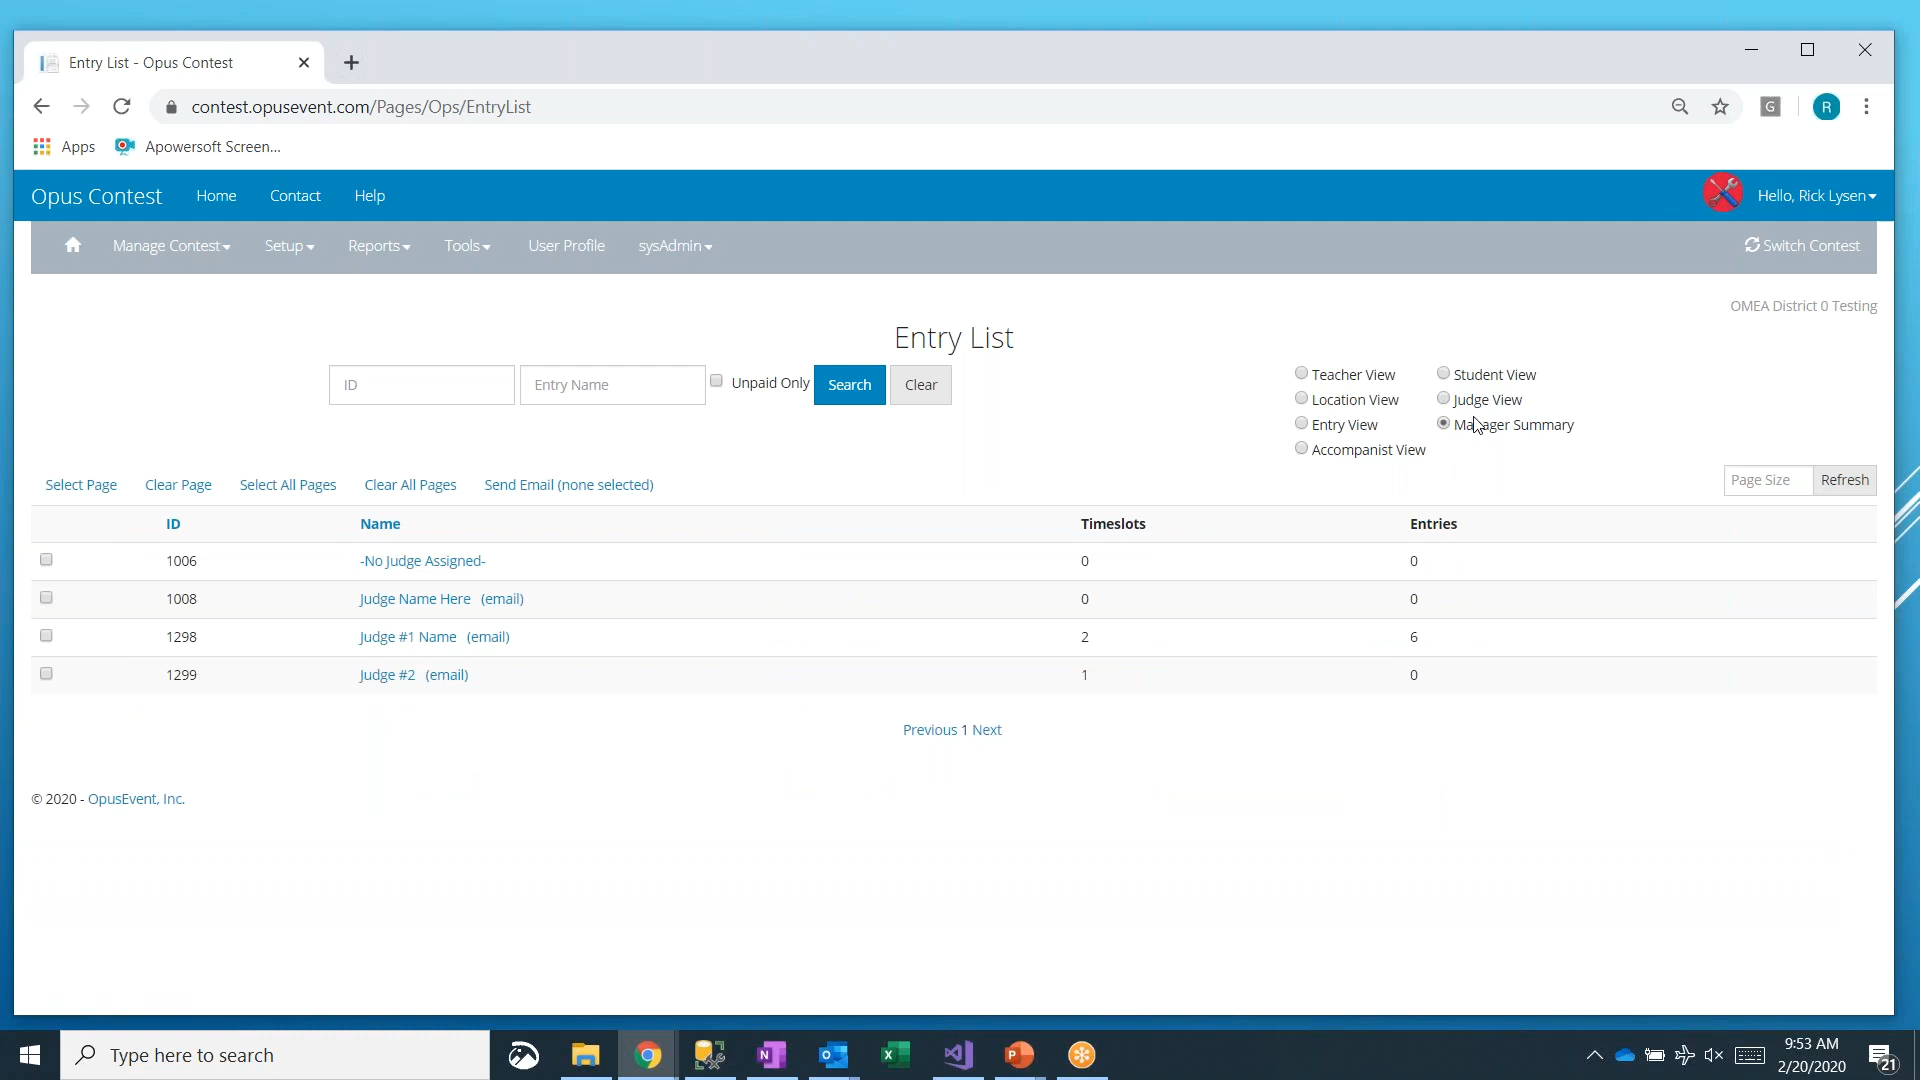 Entry List - Opus Contest
contest.opusevent.com/Pages/Ops/EntryList
G
R
Apps
Apowersoft Screen...
Opus Contest
Home
Contact
Help
Hello, Rick Lysen
Manage Contest
Setup
Reports
Tools
User Profile
sysAdmin
Switch Contest
OMEA District 0 Testing
Entry List
ID
Entry Name
Unpaid Only
Search
Clear
Teacher View
Student View
Location View
Judge View
Entry View
Manager Summary
Accompanist View
Select Page
Clear Page
Select All Pages
Clear All Pages
Send Email (none selected)
Page Size
Refresh
ID Name Timeslots Entries
1006 -No Judge Assigned- 0 0
1008 Judge Name Here (email) 0 0
1298 Judge #1 Name (email) 2 6
1299 Judge #2 (email) 1 0
Previous 1 Next
© 2020 - OpusEvent, Inc.
Type here to search
N
P
9:53 AM
2/20/2020
21